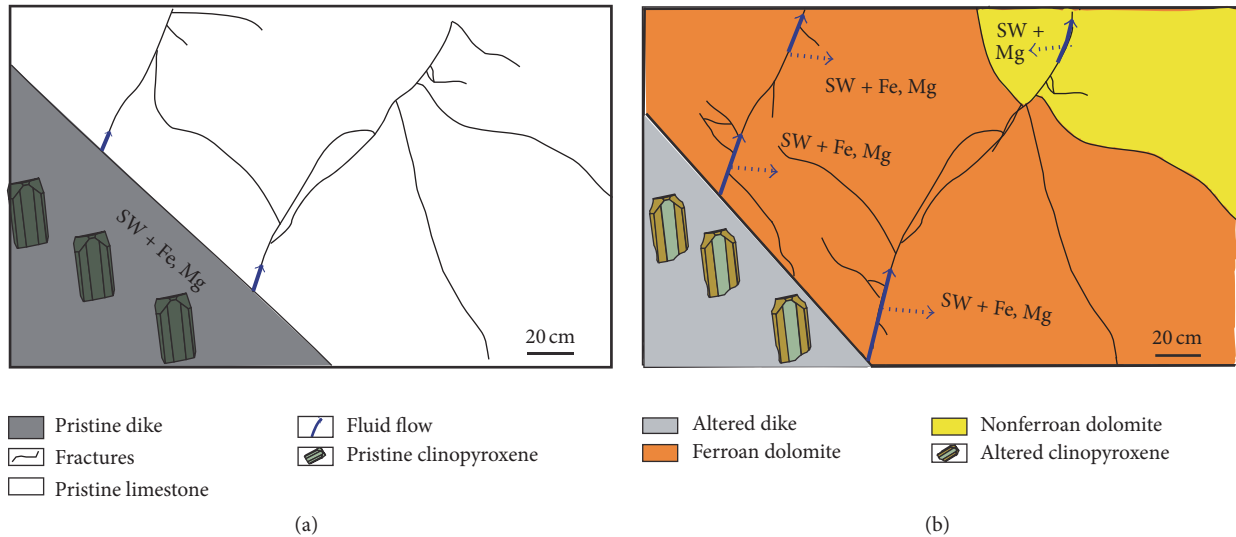 SW + Fe, Mg
20 cm
Pristine dike
Fractures
Pristine limestone
Fluid flow
Pristine clinopyroxene
(a)
SW +
Mg
SW + Fe, Mg
SW + Fe, Mg
SW + Fe, Mg
20 cm
Altered dike
Ferroan dolomite
Nonferroan dolomite
Altered clinopyroxene
(b)